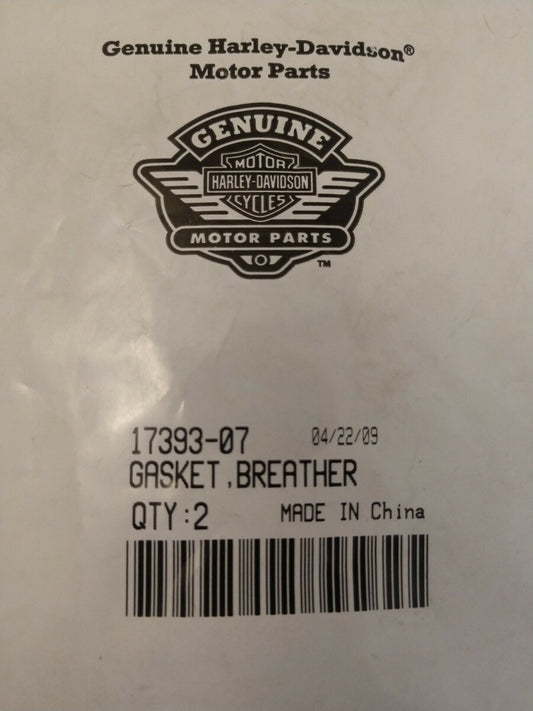 Genuine Harley-Davidson®
Motor Parts
GENUINE
MOTOR
HARLEY-DAVIDSON
CYCLES
MOTOR PARTS
TM
17393-07 04/22/09
GASKET,BREATHER
QTY:2 MADE IN China